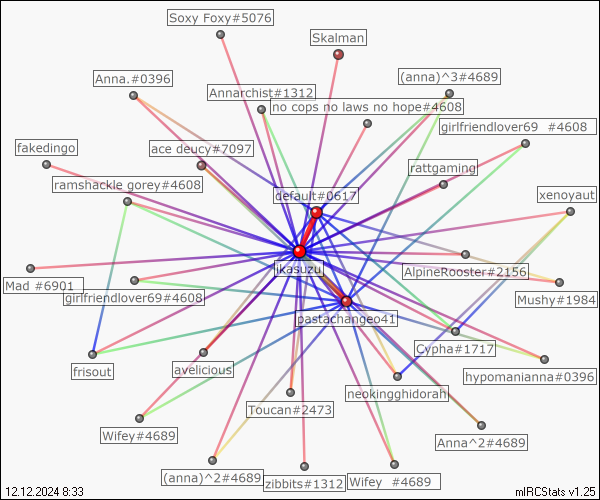 Soxy Foxy#5076
Skalman
Anna.#0396
(anna)^3#4689
Annarchist#1312
no cops no laws no hope#4608
girlfriendlover69 #4608
fakedingo
ace deucy#7097
rattgaming
ramshackle gorey#4608
default#0617
xenoyaut
ikasuzu
AlpineRooster#2156
Mad #6901
girlfriendlover69#4608
Mushy#1984
pastachangeo41
Cypha#1717
frisout
avelicious
hypomanianna#0396
neokingghidorah
Toucan#2473
Wifey#4689
Anna^2#4689
(anna)^2#4689
zibbits#1312
Wifey #4689
12.12.2024 8:33
mIRCStats v1.25